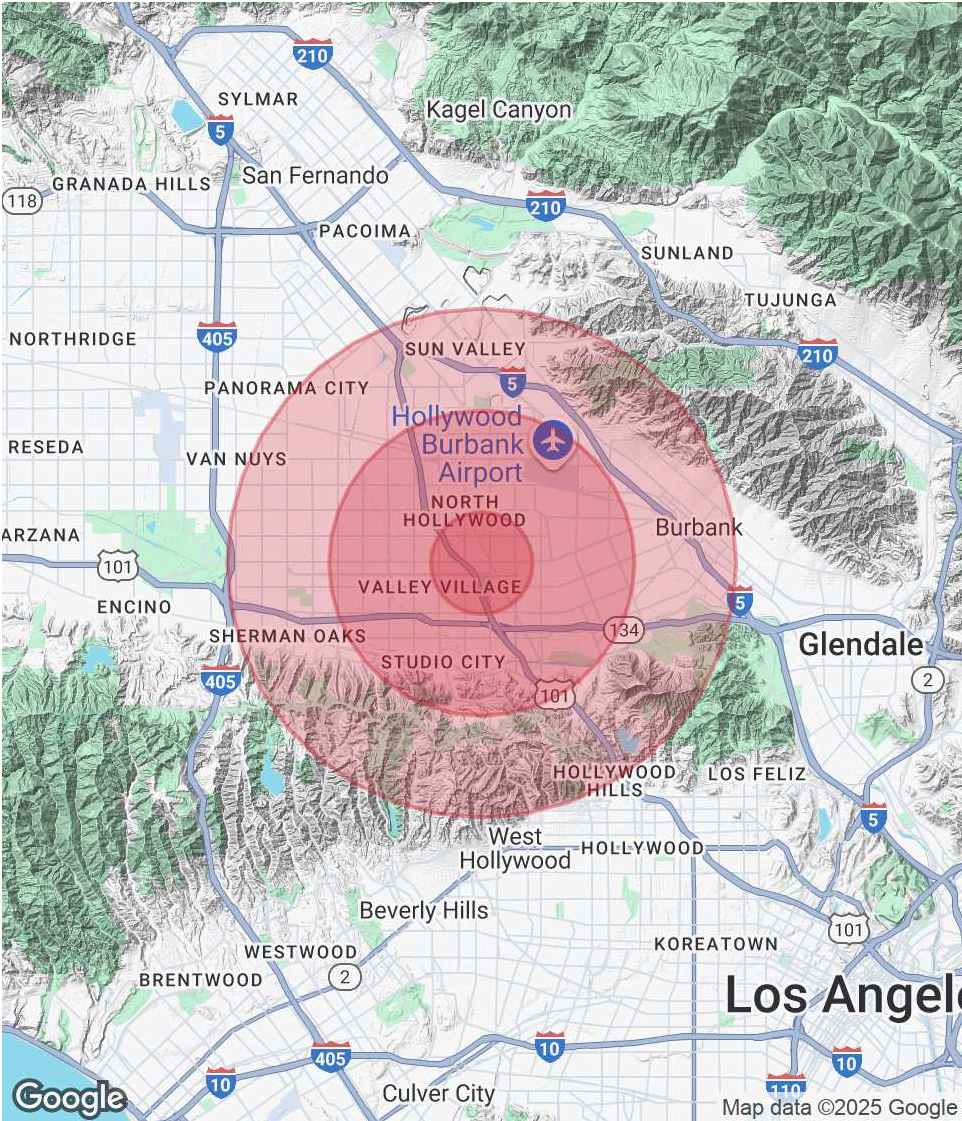 210
SYLMAR
Kagel Canyon
5
San Fernando
GRANADA HILLS
118
210
PACOIMA
SUNLAND
TUJUNGA
NORTHRIDGE
405
SUN VALLEY
210
PANORAMA CITY
5
Hollywood
Burbank
Airport
RESEDA
VAN NUYS
NORTH
HOLLYWOOD
Burbank
ARZANA
101
VALLEY VILLAGE
ENCINO
5
SHERMAN OAKS
134
Glendale
STUDIO CITY
405
101
2
HOLLYWOOD
HILLS
LOS FELIZ
5
West
Hollywood
HOLLYWOOD
Beverly Hills
101
WESTWOOD
KOREATOWN
BRENTWOOD
2
Los Angele
405
10
10
10
110
Culver City
Google
Map data ©2025 Google